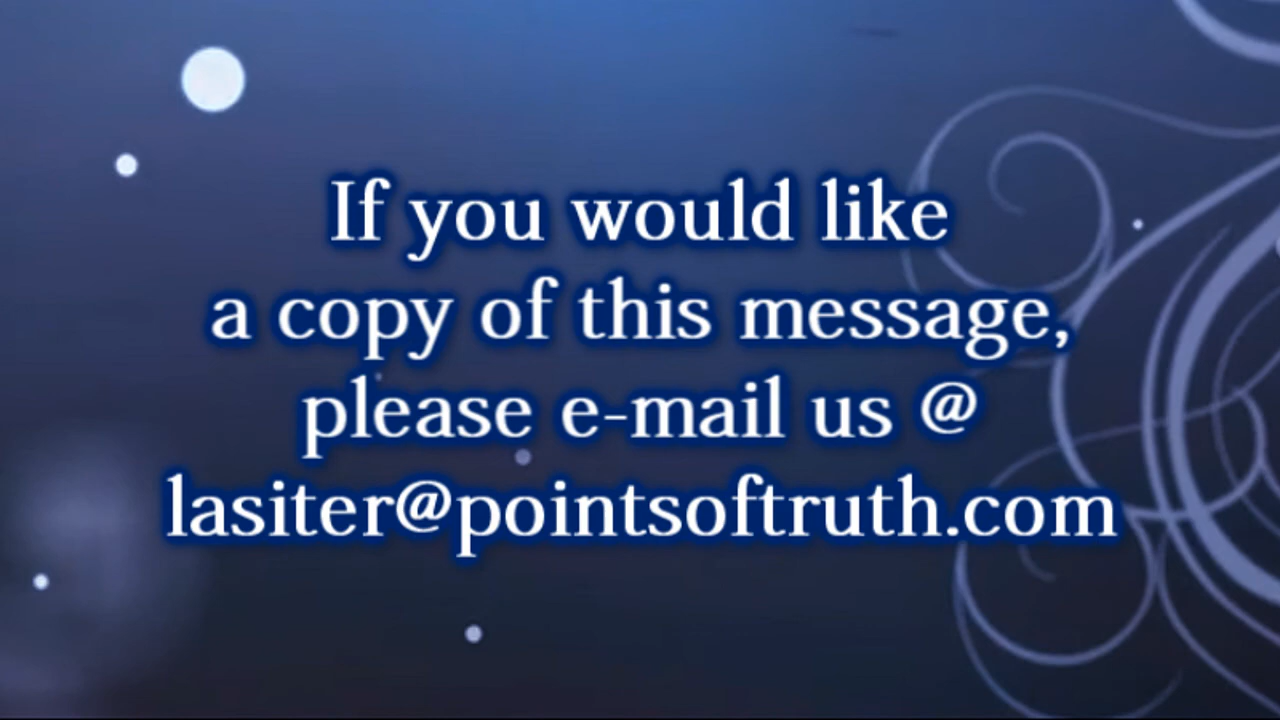 If you would like
a copy of this message,
please e-mail us @
lasiter@pointsoftruth.com